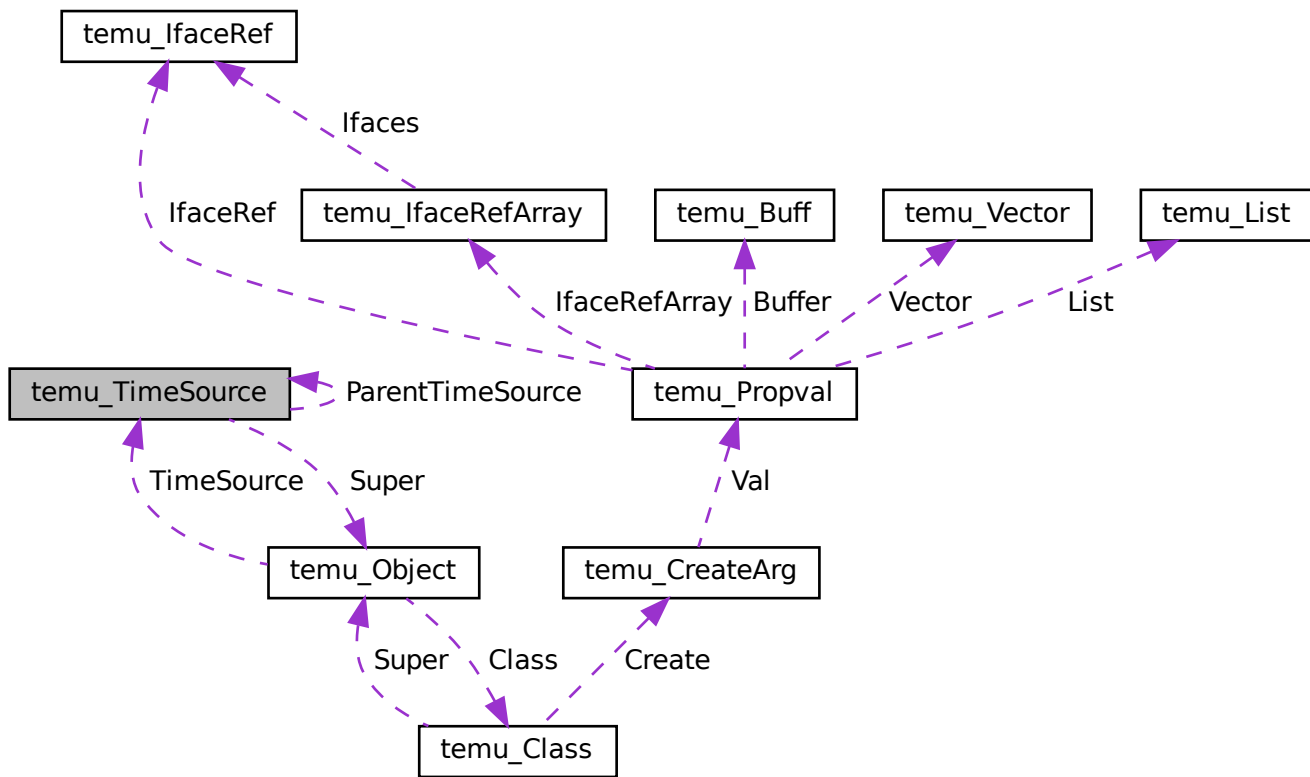 temu_IfaceRef
Ifaces
IfaceRef
temu_IfaceRefArray
temu_Buff
temu_Vector
temu_List
IfaceRefArray
Buffer
Vector
List
temu_TimeSource
ParentTimeSource
temu_Propval
TimeSource
Super
Val
temu_Object
temu_CreateArg
Super
Class
Create
temu_Class